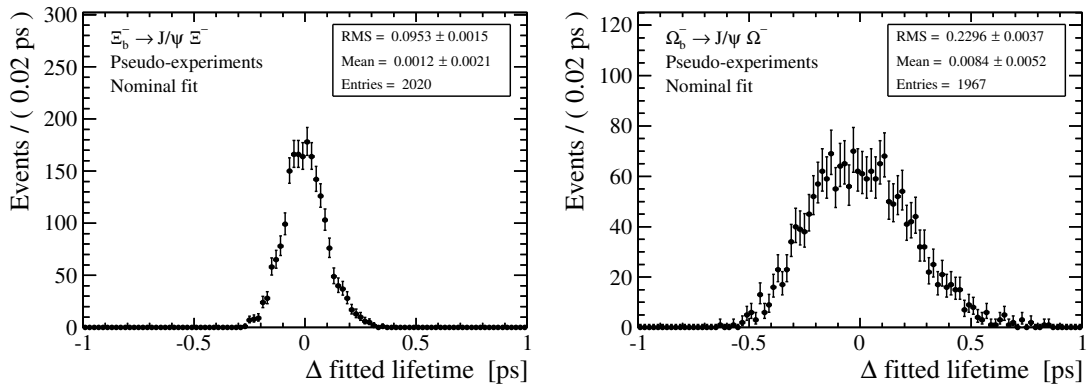 Ξb⁻ → J/ψ Ξ⁻
Pseudo-experiments
Nominal fit
RMS = 0.0953 ± 0.0015
Mean = 0.0012 ± 0.0021
Entries = 2020
Events / ( 0.02 ps )
300
250
200
150
100
50
0
-1 -0.5 0 0.5 1
Δ fitted lifetime [ps]
Ωb⁻ → J/ψ Ω⁻
Pseudo-experiments
Nominal fit
RMS = 0.2296 ± 0.0037
Mean = 0.0084 ± 0.0052
Entries = 1967
Events / ( 0.02 ps )
120
100
80
60
40
20
0
-1 -0.5 0 0.5 1
Δ fitted lifetime [ps]